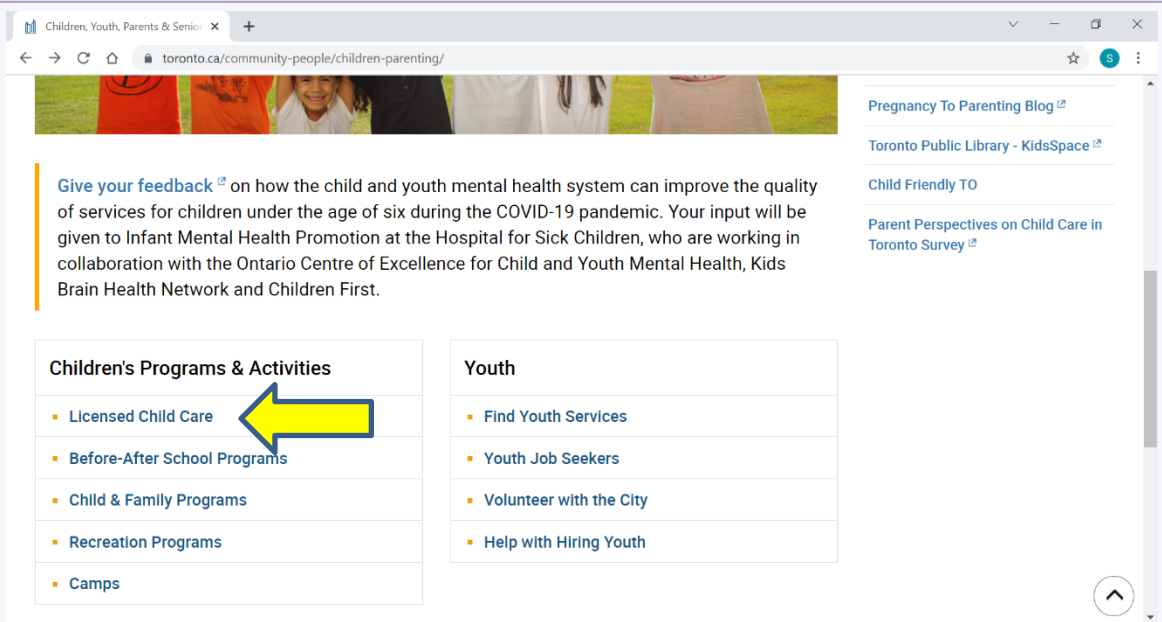 Children, Youth, Parents & Senior
toronto.ca/community-people/children-parenting/
S
Pregnancy To Parenting Blog
Toronto Public Library - KidsSpace
Child Friendly TO
Parent Perspectives on Child Care in
Toronto Survey
Give your feedback on how the child and youth mental health system can improve the quality
of services for children under the age of six during the COVID-19 pandemic. Your input will be
given to Infant Mental Health Promotion at the Hospital for Sick Children, who are working in
collaboration with the Ontario Centre of Excellence for Child and Youth Mental Health, Kids
Brain Health Network and Children First.
Children's Programs & Activities
Licensed Child Care
Before-After School Programs
Child & Family Programs
Recreation Programs
Camps
Youth
Find Youth Services
Youth Job Seekers
Volunteer with the City
Help with Hiring Youth